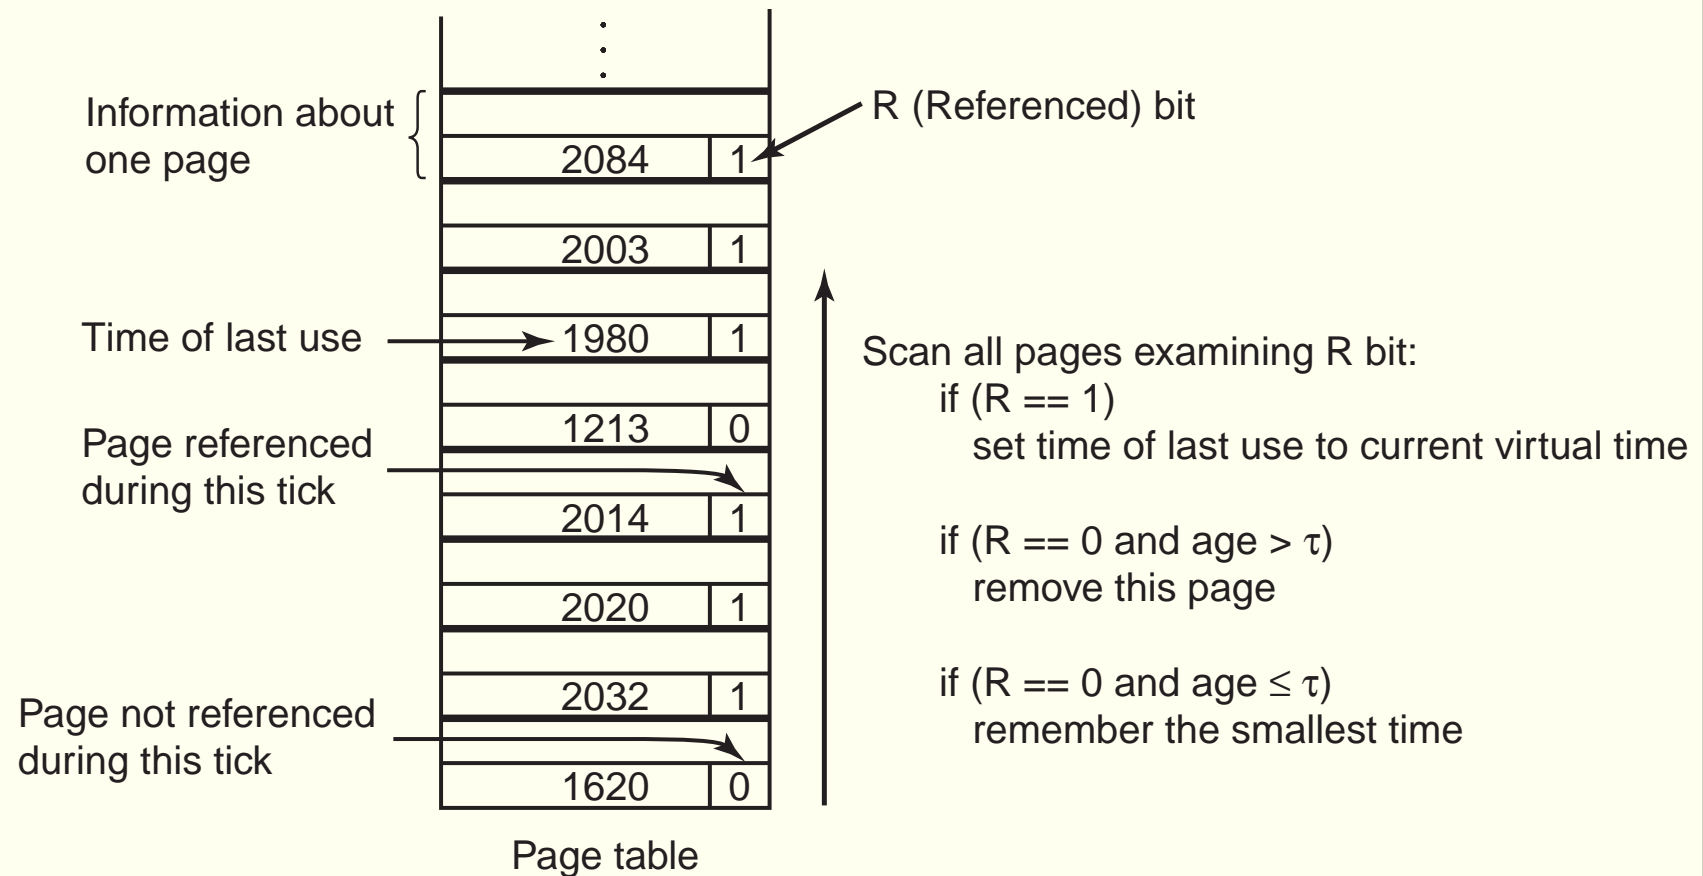 Information about
one page
R (Referenced) bit
2084 1
2003 1
Time of last use
1980 1
Scan all pages examining R bit:
if (R == 1)
set time of last use to current virtual time
1213 0
Page referenced
during this tick
2014 1
if (R == 0 and age > τ)
remove this page
2020 1
if (R == 0 and age ≤ τ)
remember the smallest time
2032 1
Page not referenced
during this tick
1620 0
Page table